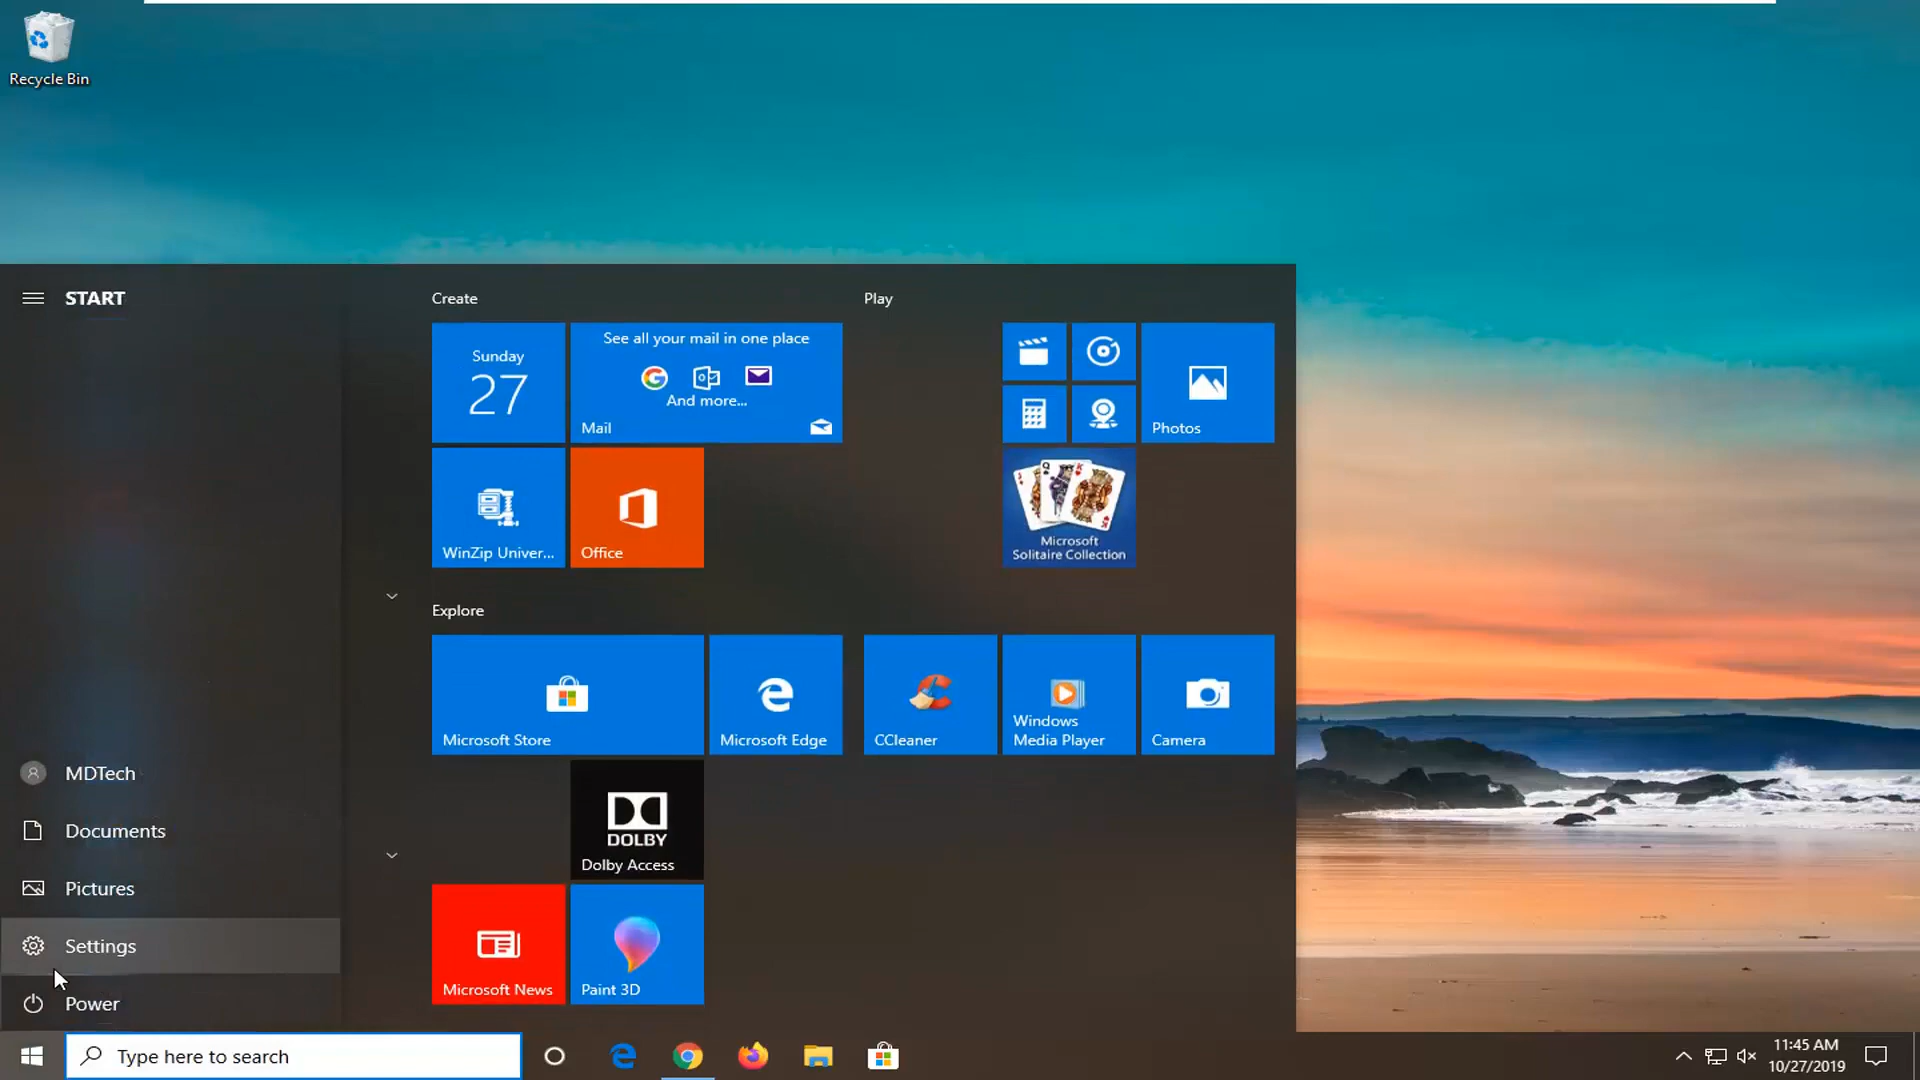 Recycle Bin
START
Create
Play
Sunday
27
See all your mail in one place
And more...
Mail
Photos
WinZip Univer...
Office
Microsoft
Solitaire Collection
Explore
Microsoft Store
Microsoft Edge
CCleaner
Windows
Media Player
Camera
MDTech
Documents
DOLBY
Dolby Access
Pictures
Settings
Microsoft News
Paint 3D
Power
Type here to search
11:45 AM
10/27/2019